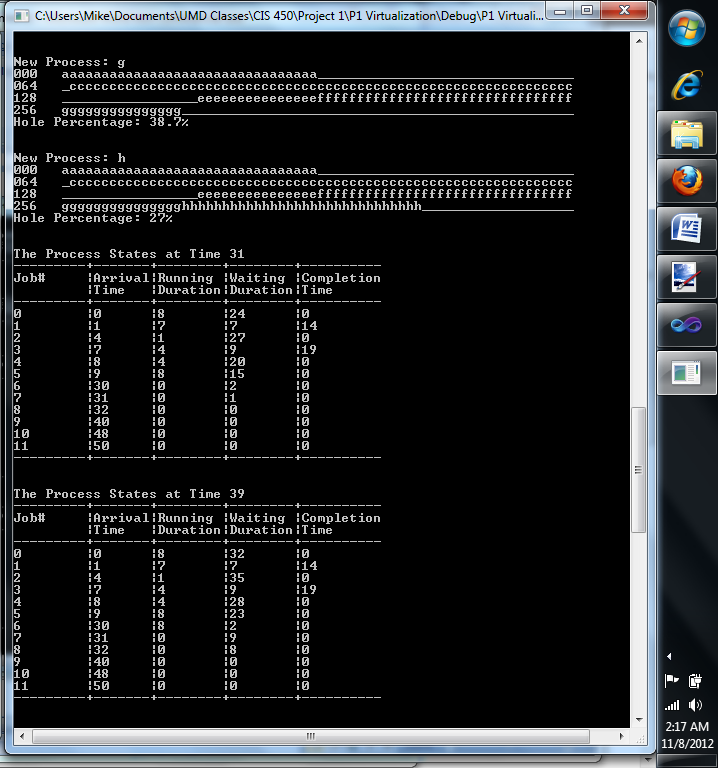 C:\Users\Mike\Documents\UMD Classes\CIS 450\Project 1\P1 Virtualization\Debug\P1 Virtuali...
New Process: g
000   aaaaaaaaaaaaaaaaaaaaaaaaaaaaaaaa________________________________
064   _ccccccccccccccccccccccccccccccccccccccccccccccccccccccccccccccc
128   _________________eeeeeeeeeeeeeeeffffffffffffffffffffffffffffffff
256   ggggggggggggggg_________________________________________________
Hole Percentage: 38.7%
New Process: h
000   aaaaaaaaaaaaaaaaaaaaaaaaaaaaaaaa________________________________
064   _ccccccccccccccccccccccccccccccccccccccccccccccccccccccccccccccc
128   _________________eeeeeeeeeeeeeeeffffffffffffffffffffffffffffffff
256   ggggggggggggggghhhhhhhhhhhhhhhhhhhhhhhhhhhhhh___________________
Hole Percentage: 27%
The Process States at Time 31
---------+-------+--------+--------+----------
Job#     ¦Arrival¦Running ¦Waiting ¦Completion
         ¦Time   ¦Duration¦Duration¦Time
---------+-------+--------+--------+----------
0        ¦0      ¦8       ¦24      ¦0
1        ¦1      ¦7       ¦7       ¦14
2        ¦4      ¦1       ¦27      ¦0
3        ¦7      ¦4       ¦9       ¦19
4        ¦8      ¦4       ¦20      ¦0
5        ¦9      ¦8       ¦15      ¦0
6        ¦30     ¦0       ¦2       ¦0
7        ¦31     ¦0       ¦1       ¦0
8        ¦32     ¦0       ¦0       ¦0
9        ¦40     ¦0       ¦0       ¦0
10       ¦48     ¦0       ¦0       ¦0
11       ¦50     ¦0       ¦0       ¦0
---------+-------+--------+--------+----------
The Process States at Time 39
---------+-------+--------+--------+----------
Job#     ¦Arrival¦Running ¦Waiting ¦Completion
         ¦Time   ¦Duration¦Duration¦Time
---------+-------+--------+--------+----------
0        ¦0      ¦8       ¦32      ¦0
1        ¦1      ¦7       ¦7       ¦14
2        ¦4      ¦1       ¦35      ¦0
3        ¦7      ¦4       ¦9       ¦19
4        ¦8      ¦4       ¦28      ¦0
5        ¦9      ¦8       ¦23      ¦0
6        ¦30     ¦8       ¦2       ¦0
7        ¦31     ¦0       ¦9       ¦0
8        ¦32     ¦0       ¦8       ¦0
9        ¦40     ¦0       ¦0       ¦0
10       ¦48     ¦0       ¦0       ¦0
11       ¦50     ¦0       ¦0       ¦0
---------+-------+--------+--------+----------
2:17 AM
11/8/2012